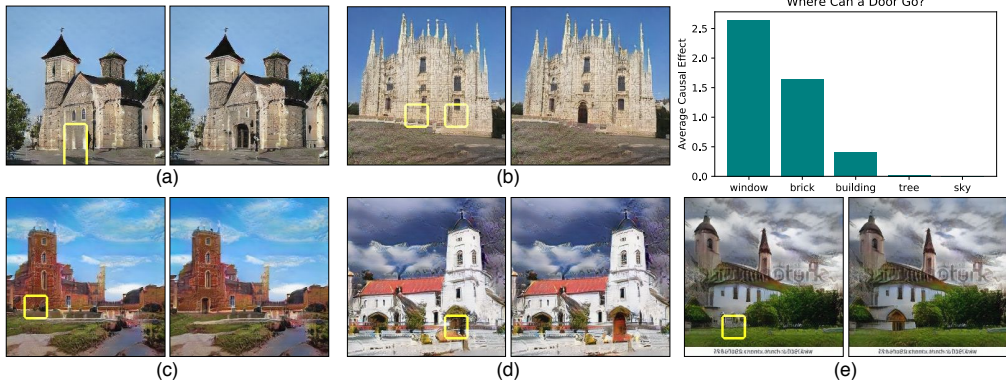 Where Can a Door Go?
Average Causal Effect
2.5
2.0
1.5
1.0
0.5
0.0
window brick building tree sky
(a)
(b)
(c)
(d)
(e)